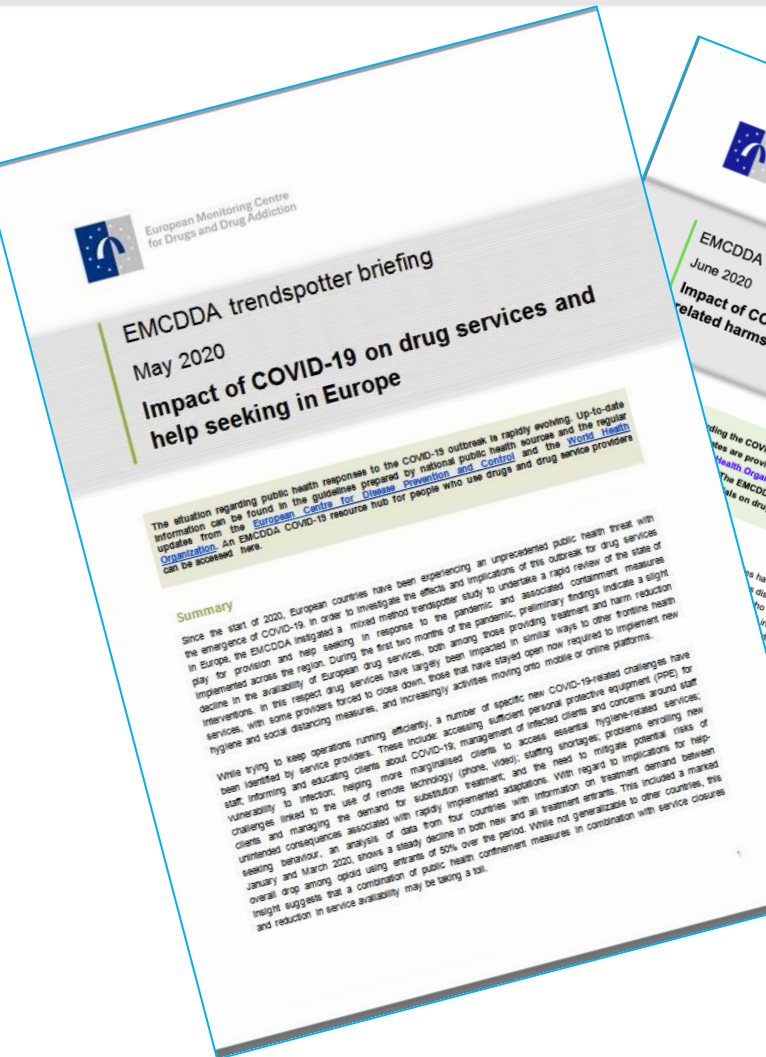 European Monitoring Centre
for Drugs and Drug Addiction
EMCDDA trendspotter briefing
May 2020
Impact of COVID-19 on drug services and
help seeking in Europe
The situation regarding public health responses to the COVID-19 outbreak is rapidly evolving. Up-to-date
information can be found in the guidelines prepared by national public health sources and the regular
updates from the European Centre for Disease Prevention and Control and the World Health
Organization. An EMCDDA COVID-19 resource hub for people who use drugs and drug service providers
can be accessed here.
Summary
Since the start of 2020, European countries have been experiencing an unprecedented public health threat with
the emergence of COVID-19. In order to investigate the effects and implications of this outbreak for drug services
in Europe, the EMCDDA instigated a mixed method trendspotter study to undertake a rapid review of the state of
play for provision and help seeking in response to the pandemic and associated containment measures
implemented across the region. During the first two months of the pandemic, preliminary findings indicate a slight
decline in the availability of European drug services, both among those providing treatment and harm reduction
interventions. In this respect drug services have largely been impacted in similar ways to other frontline health
services, with some providers forced to close down, those that have stayed open now required to implement new
hygiene and social distancing measures, and increasingly activities moving onto mobile or online platforms.
While trying to keep operations running efficiently, a number of specific new COVID-19-related challenges have
been identified by service providers. These include: accessing sufficient personal protective equipment (PPE) for
staff; informing and educating clients about COVID-19; management of infected clients and concerns around staff
vulnerability to infection; helping more marginalised clients to access essential hygiene-related services;
challenges linked to the use of remote technology (phone, video); staffing shortages; problems enrolling new
clients and managing the demand for substitution treatment; and the need to mitigate potential risks of
unintended consequences associated with rapidly implemented adaptations. With regard to implications for help-
seeking behaviour, an analysis of data from four countries with information on treatment demand between
January and March 2020, shows a steady decline in both new and all treatment entrants. This included a marked
overall drop among opioid using entrants of 50% over the period. While not generalizable to other countries, this
insight suggests that a combination of public health confinement measures in combination with service closures
and reduction in service availability may be taking a toll.
1
EMCDDA
June 2020
Impact of CO
related harms
ding the COVI
tes are provi
Health Organ
The EMCDD
als on drug